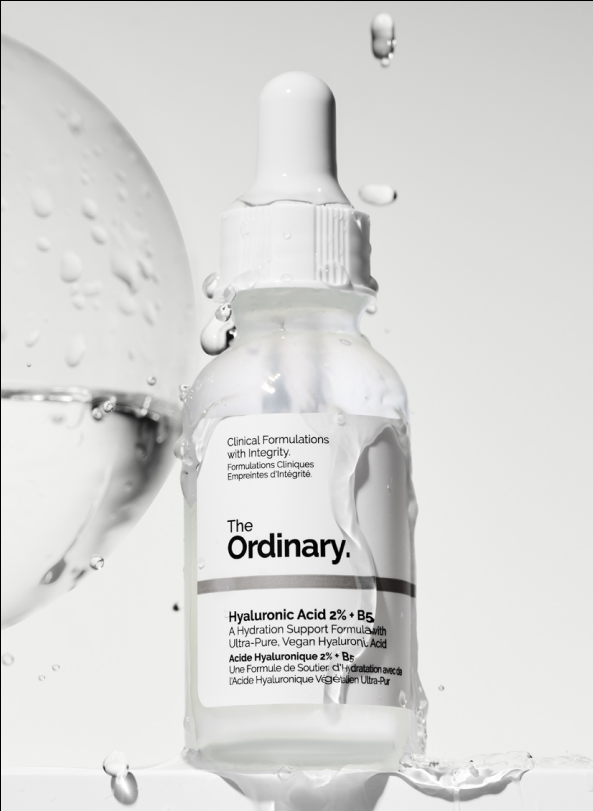 Clinical Formulations
with Integrity.
Formulations Cliniques
Empreintes d'Intégrité.
The
Ordinary.
Hyaluronic Acid 2% + B5
A Hydration Support Formula with
Ultra-Pure, Vegan Hyaluronic Acid
Acide Hyaluronique 2% + B5
Une Formule de Soutien d'Hydratation avec de
l'Acide Hyaluronique Végétalien Ultra-Pur